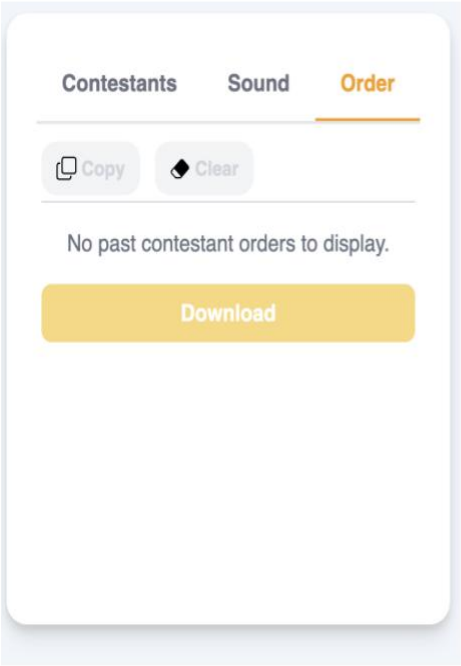 Contestants Sound Order
Copy Clear
No past contestant orders to display.
Download